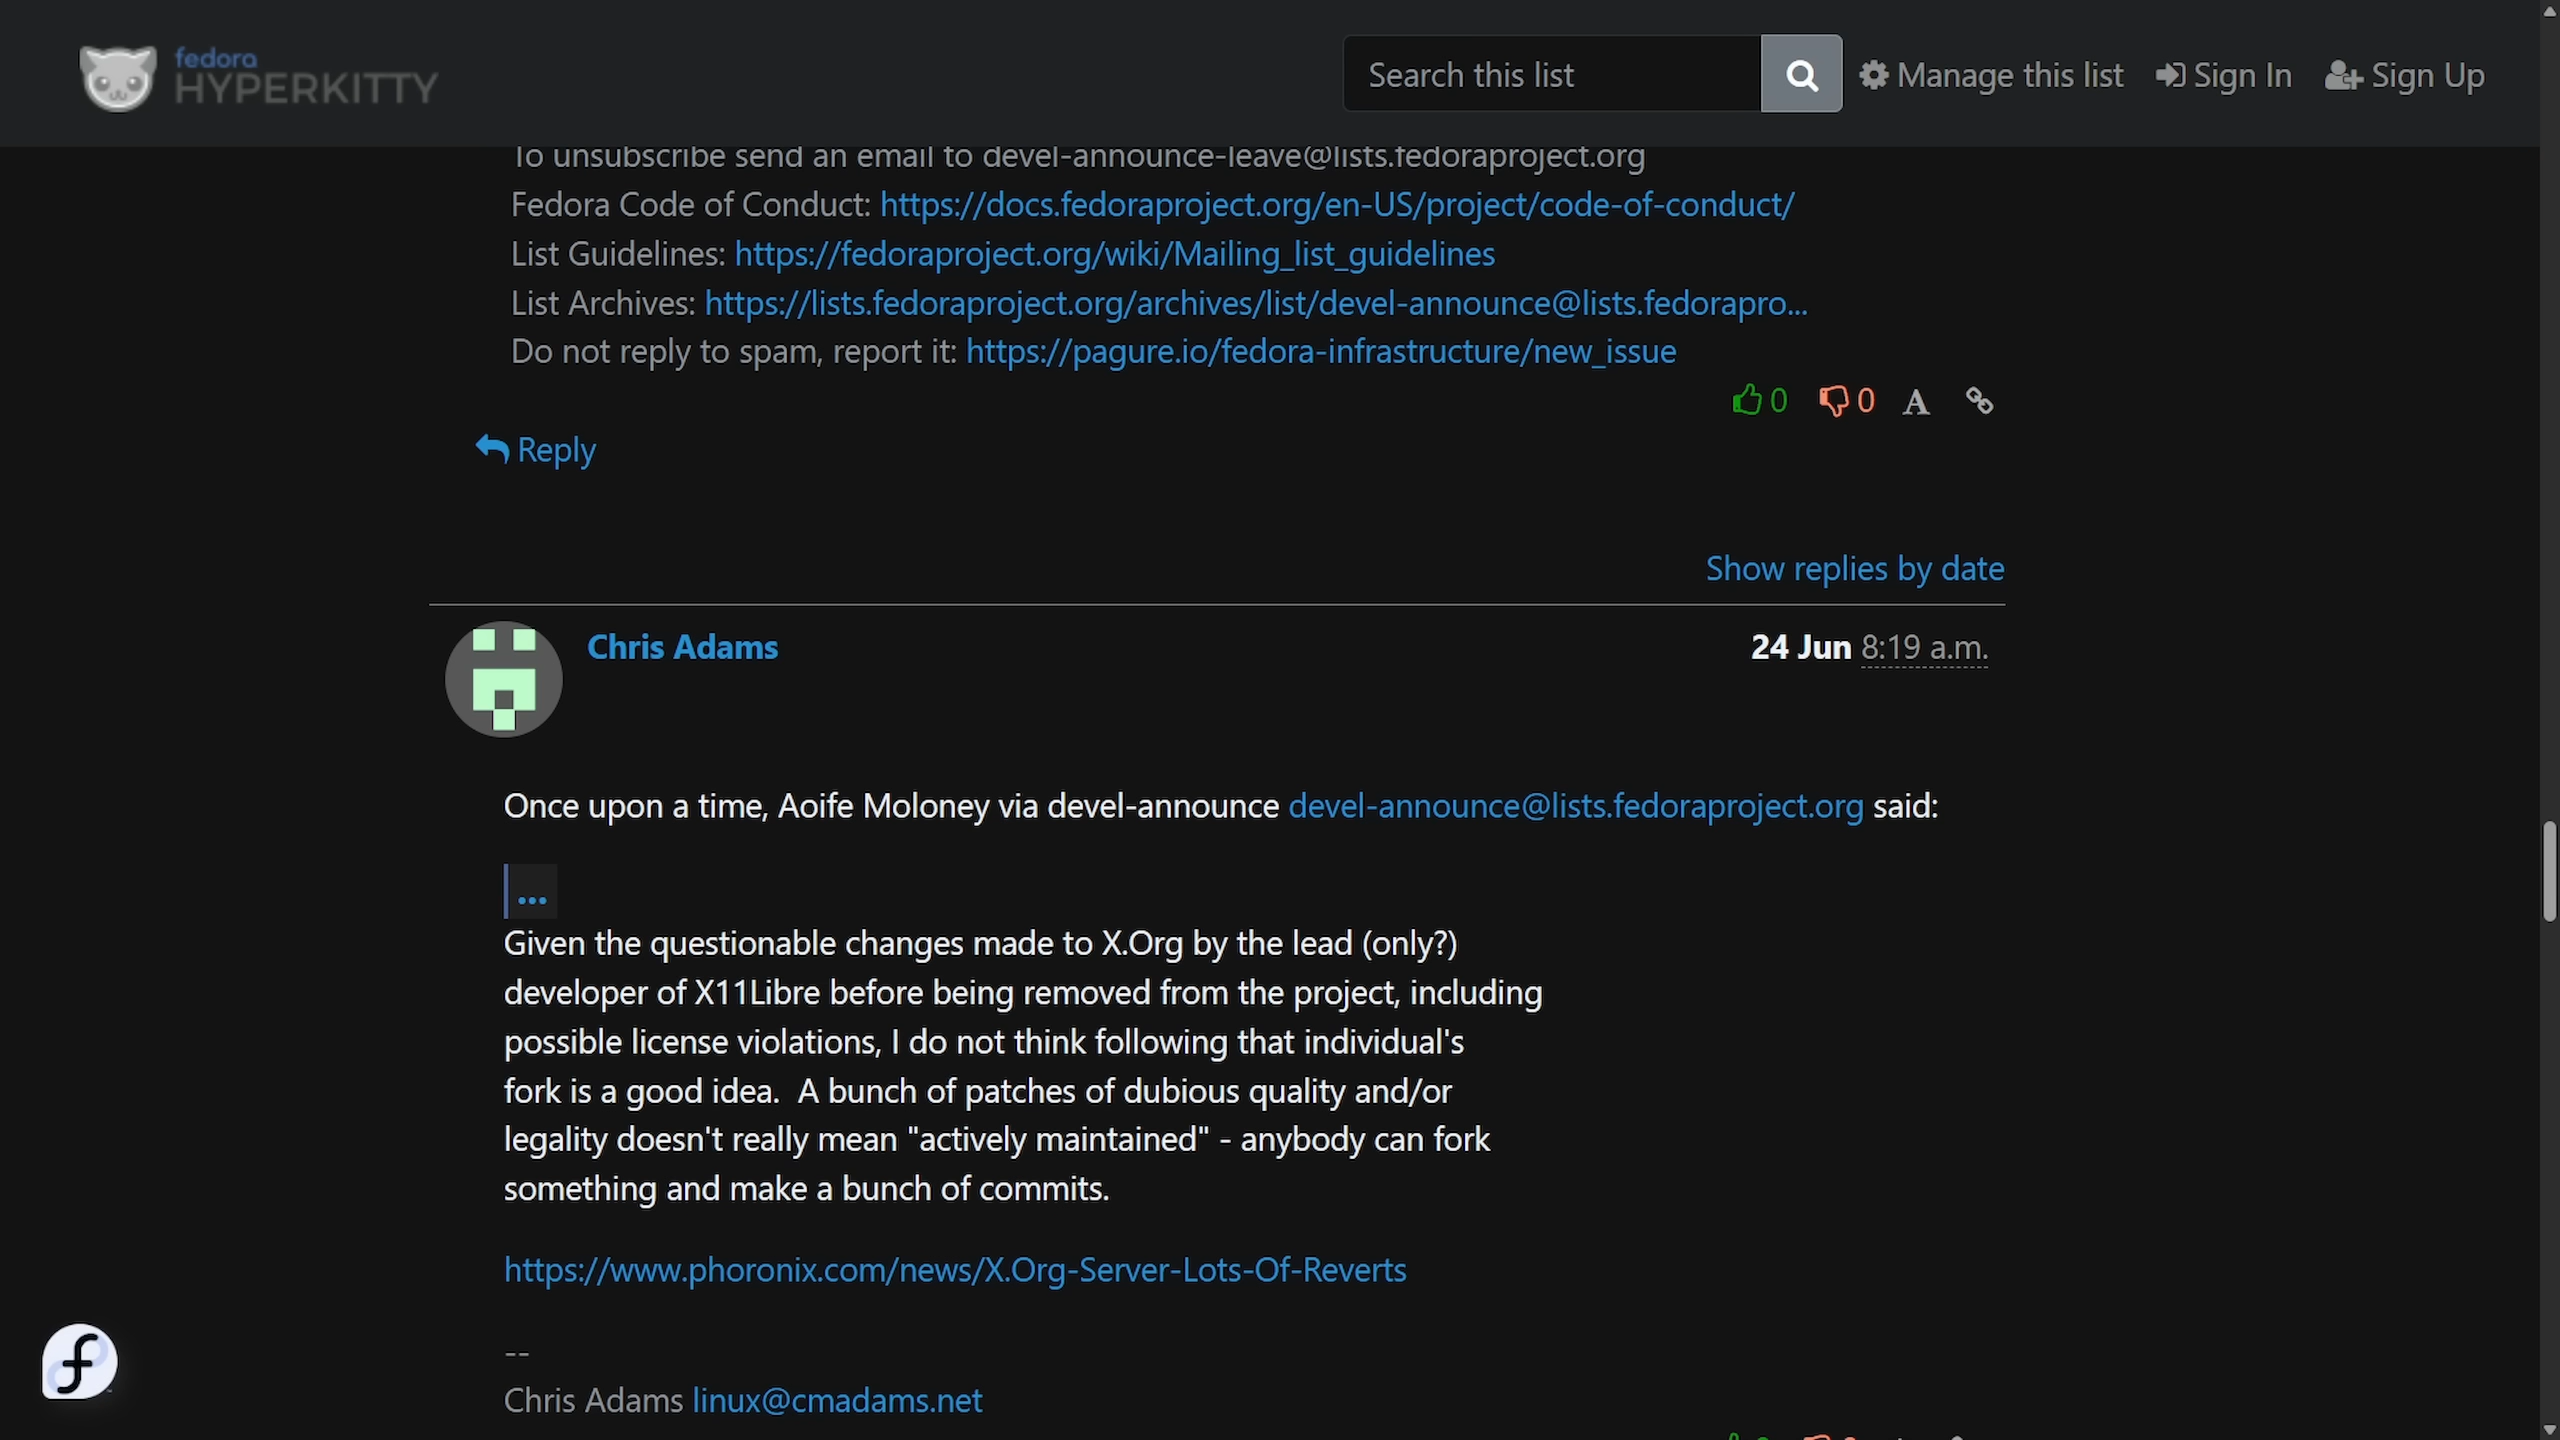 fedora
HYPERKITTY
Search this list
Manage this list
Sign In
Sign Up
To unsubscribe send an email to devel-announce-leave@lists.fedoraproject.org
Fedora Code of Conduct: https://docs.fedoraproject.org/en-US/project/code-of-conduct/
List Guidelines: https://fedoraproject.org/wiki/Mailing_list_guidelines
List Archives: https://lists.fedoraproject.org/archives/list/devel-announce@lists.fedorapro...
Do not reply to spam, report it: https://pagure.io/fedora-infrastructure/new_issue
0 0 A
Reply
Show replies by date
Chris Adams
24 Jun 8:19 a.m.
Once upon a time, Aoife Moloney via devel-announce devel-announce@lists.fedoraproject.org said:
...
Given the questionable changes made to X.Org by the lead (only?)
developer of X11Libre before being removed from the project, including
possible license violations, I do not think following that individual's
fork is a good idea.  A bunch of patches of dubious quality and/or
legality doesn't really mean "actively maintained" - anybody can fork
something and make a bunch of commits.
https://www.phoronix.com/news/X.Org-Server-Lots-Of-Reverts
--
Chris Adams linux@cmadams.net